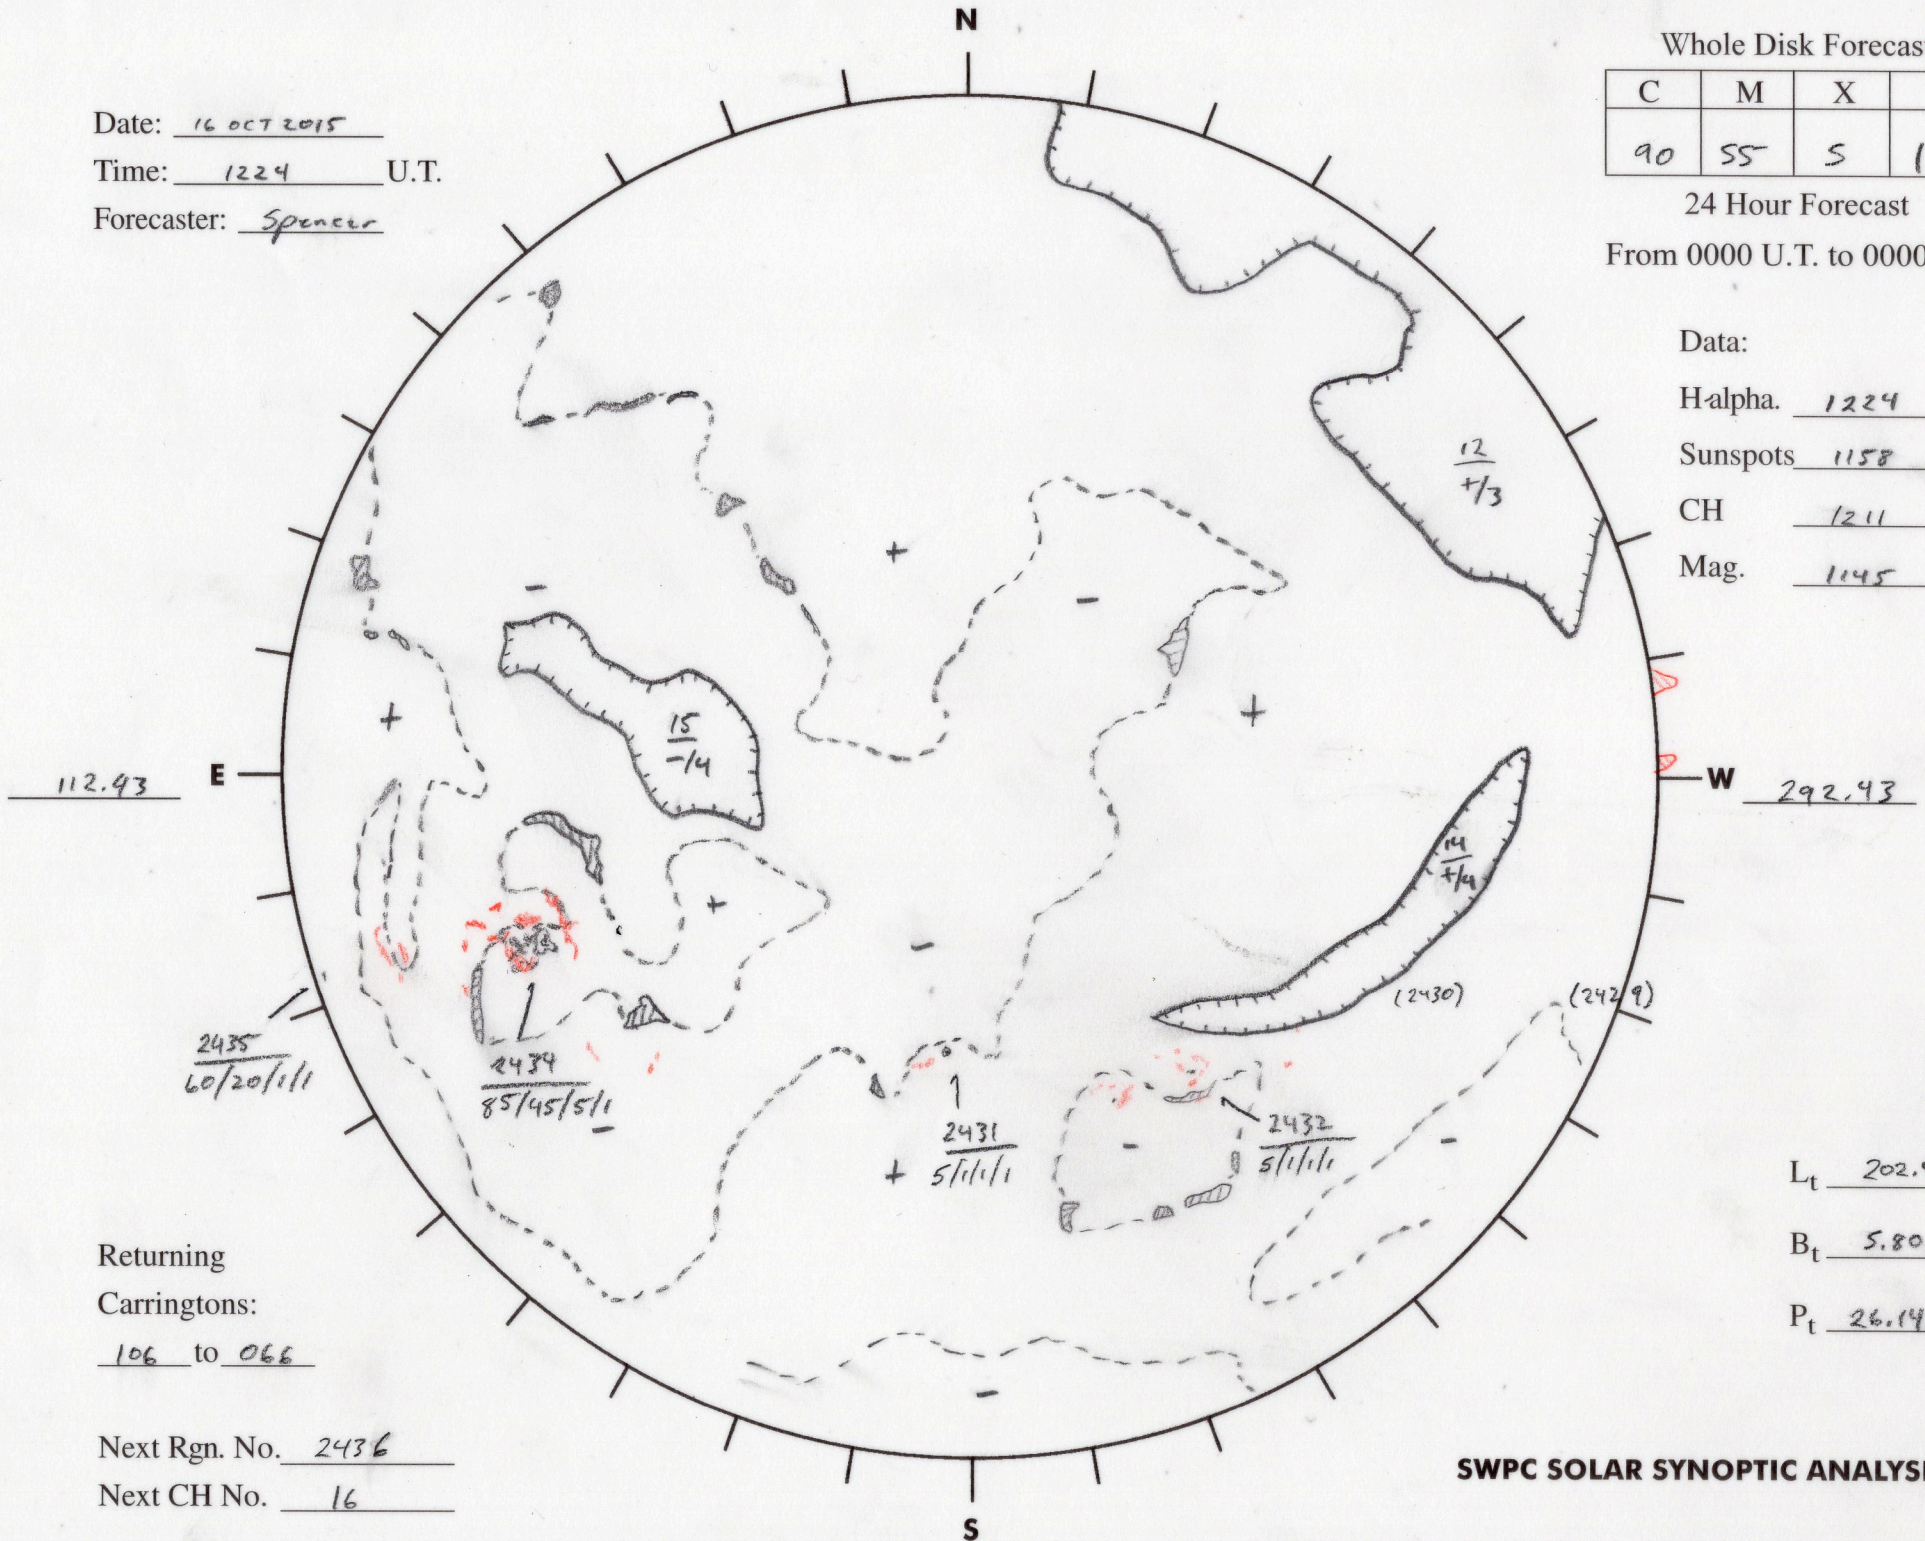 N
Whole Disk Forecas
C M X
90 55 5 1
24 Hour Forecast
From 0000 U.T. to 0000
Date: 16 OCT 2015
Time: 1224 U.T.
Forecaster: Spencer
Data:
H-alpha. 1224
Sunspots 1158
CH 1211
Mag. 1145
12
+/3
+
-
-
15
-/4
+
+
112.93 E
W 292.93
14
+/4
+
-
(2430)
(2429)
2435
60/20/1/1
2434
85/45/5/1
-
2431
5/1/1/1
+
-
2432
5/1/1/1
-
Lt 202.9
Bt 5.80
Pt 26.14
Returning
Carringtons:
106 to 066
-
Next Rgn. No. 2436
Next CH No. 16
SWPC SOLAR SYNOPTIC ANALYSI
S